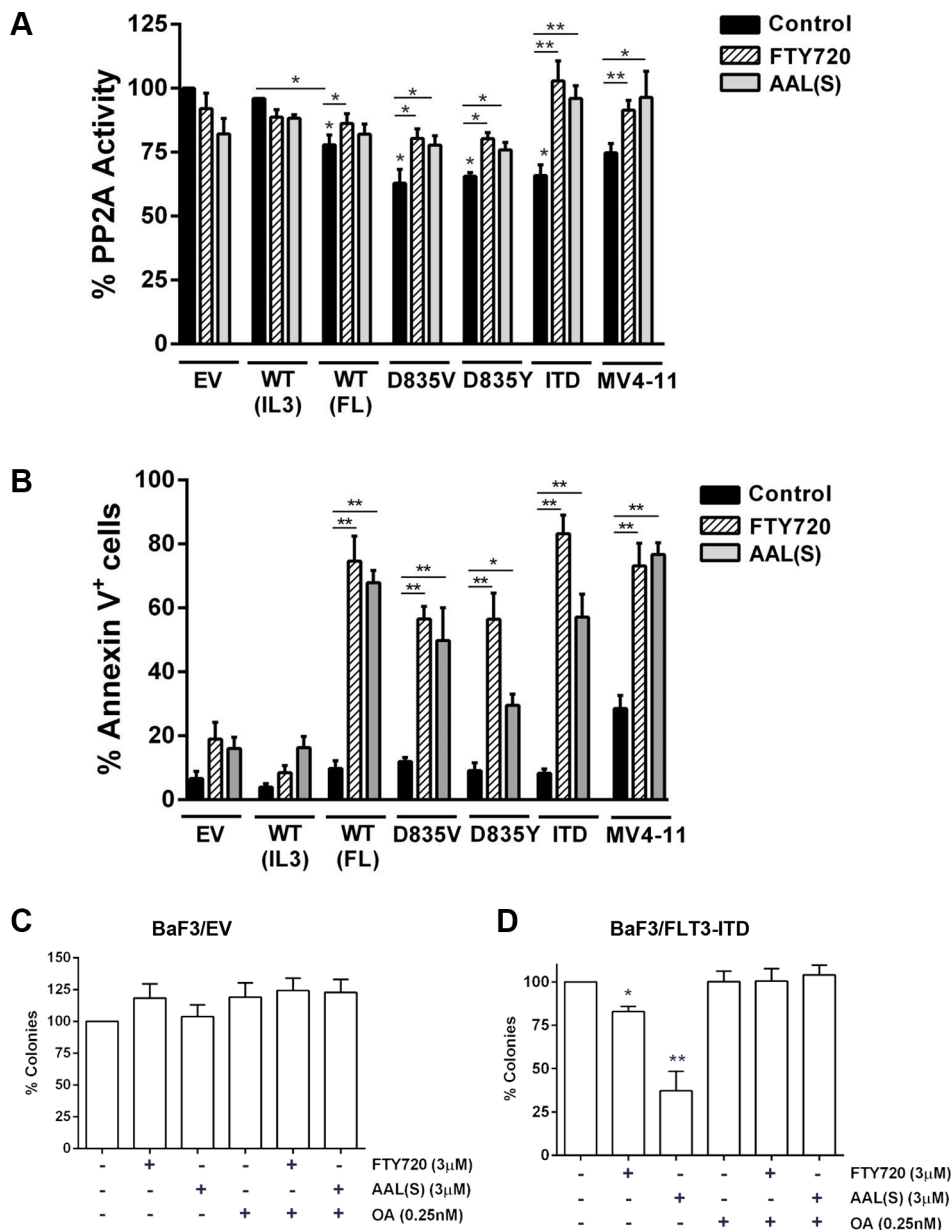 A
% PP2A Activity
125
100
75
50
25
0
Control
FTY720
AAL(S)
*
*
*
*
*
*
*
*
*
**
**
*
*
**
EV
WT
(IL3)
WT
(FL)
D835V
D835Y
ITD
MV4-11
B
% Annexin V+ cells
100
80
60
40
20
0
Control
FTY720
AAL(S)
**
**
**
**
*
**
**
**
**
**
EV
WT
(IL3)
WT
(FL)
D835V
D835Y
ITD
MV4-11
C
BaF3/EV
% Colonies
150
125
100
75
50
25
0
- + - - + - FTY720 (3μM)
- - + - - + AAL(S) (3μM)
- - - + + + OA (0.25nM)
D
BaF3/FLT3-ITD
% Colonies
100
75
50
25
0
*
**
- + - - + - FTY720 (3μM)
- - + - - + AAL(S) (3μM)
- - - + + + OA (0.25nM)